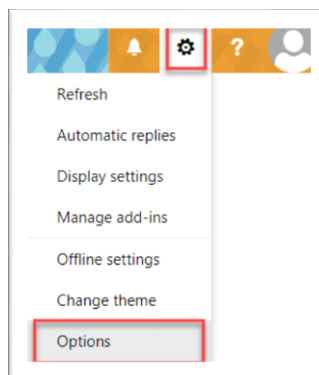 ?
Refresh
Automatic replies
Display settings
Manage add-ins
Offline settings
Change theme
Options